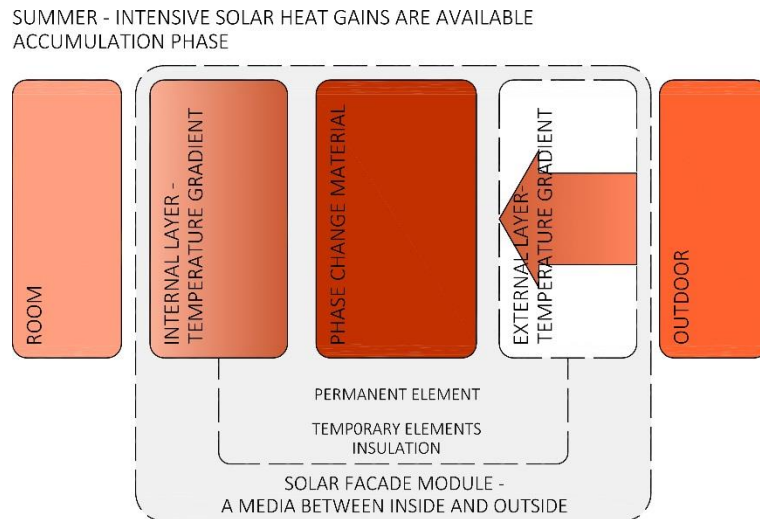 SUMMER - INTENSIVE SOLAR HEAT GAINS ARE AVAILABLE
ACCUMULATION PHASE
ROOM
INTERNAL LAYER -
TEMPERATURE GRADIENT
PHASE CHANGE MATERIAL
EXTERNAL LAYER-
TEMPERATURE GRADIENT
OUTDOOR
PERMANENT ELEMENT
TEMPORARY ELEMENTS
INSULATION
SOLAR FACADE MODULE -
A MEDIA BETWEEN INSIDE AND OUTSIDE